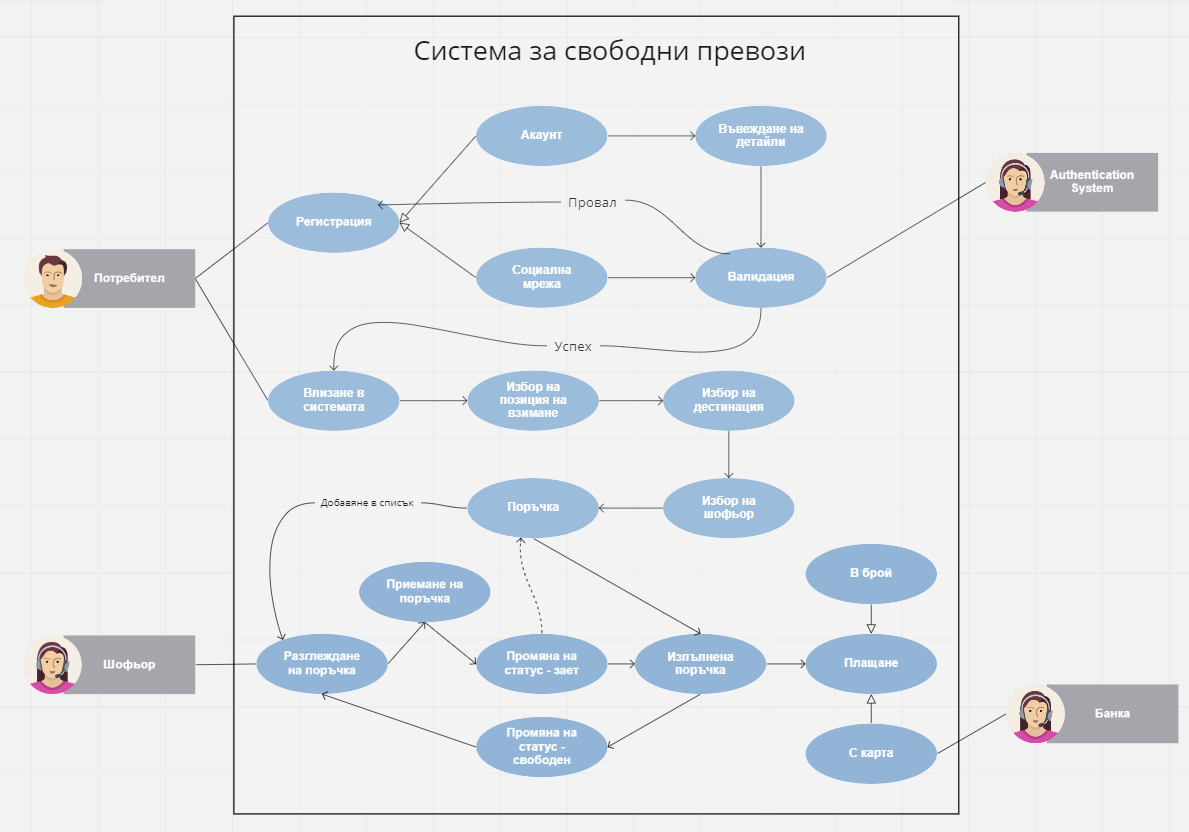 Система за свободни превози
Акаунт
Въвеждане на
детайли
Authentication
System
Провал
Регистрация
Социална
мрежа
Валидация
Потребител
Успех
Влизане в
системата
Избор на
позиция на
взимане
Избор на
дестинация
Добавяне в списък
Поръчка
Избор на
шофьор
В брой
Приемане на
поръчка
Шофьор
Разглеждане
на поръчка
Промяна на
статус - зает
Изпълнена
поръчка
Плащане
Банка
Промяна на
статус -
свободен
С карта